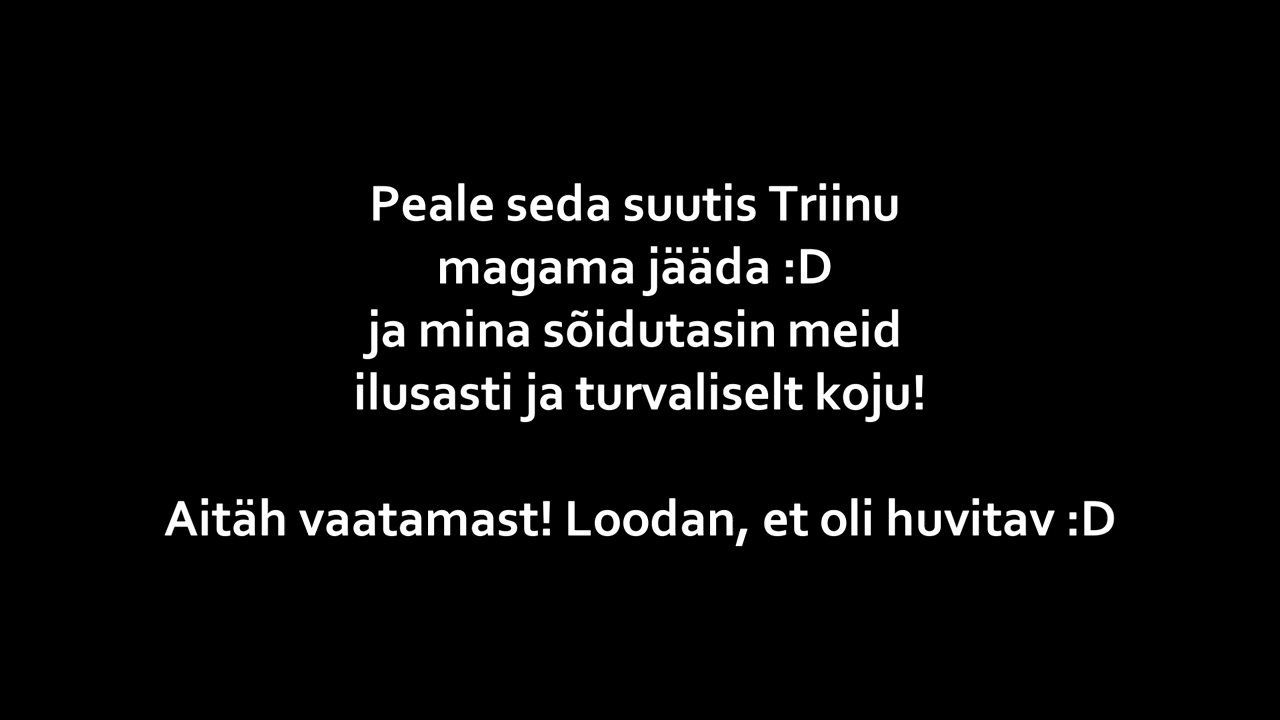 Peale seda suutis Triinu
magama jääda :D
ja mina sõidutasin meid
ilusasti ja turvaliselt koju!
Aitäh vaatamast! Loodan, et oli huvitav :D